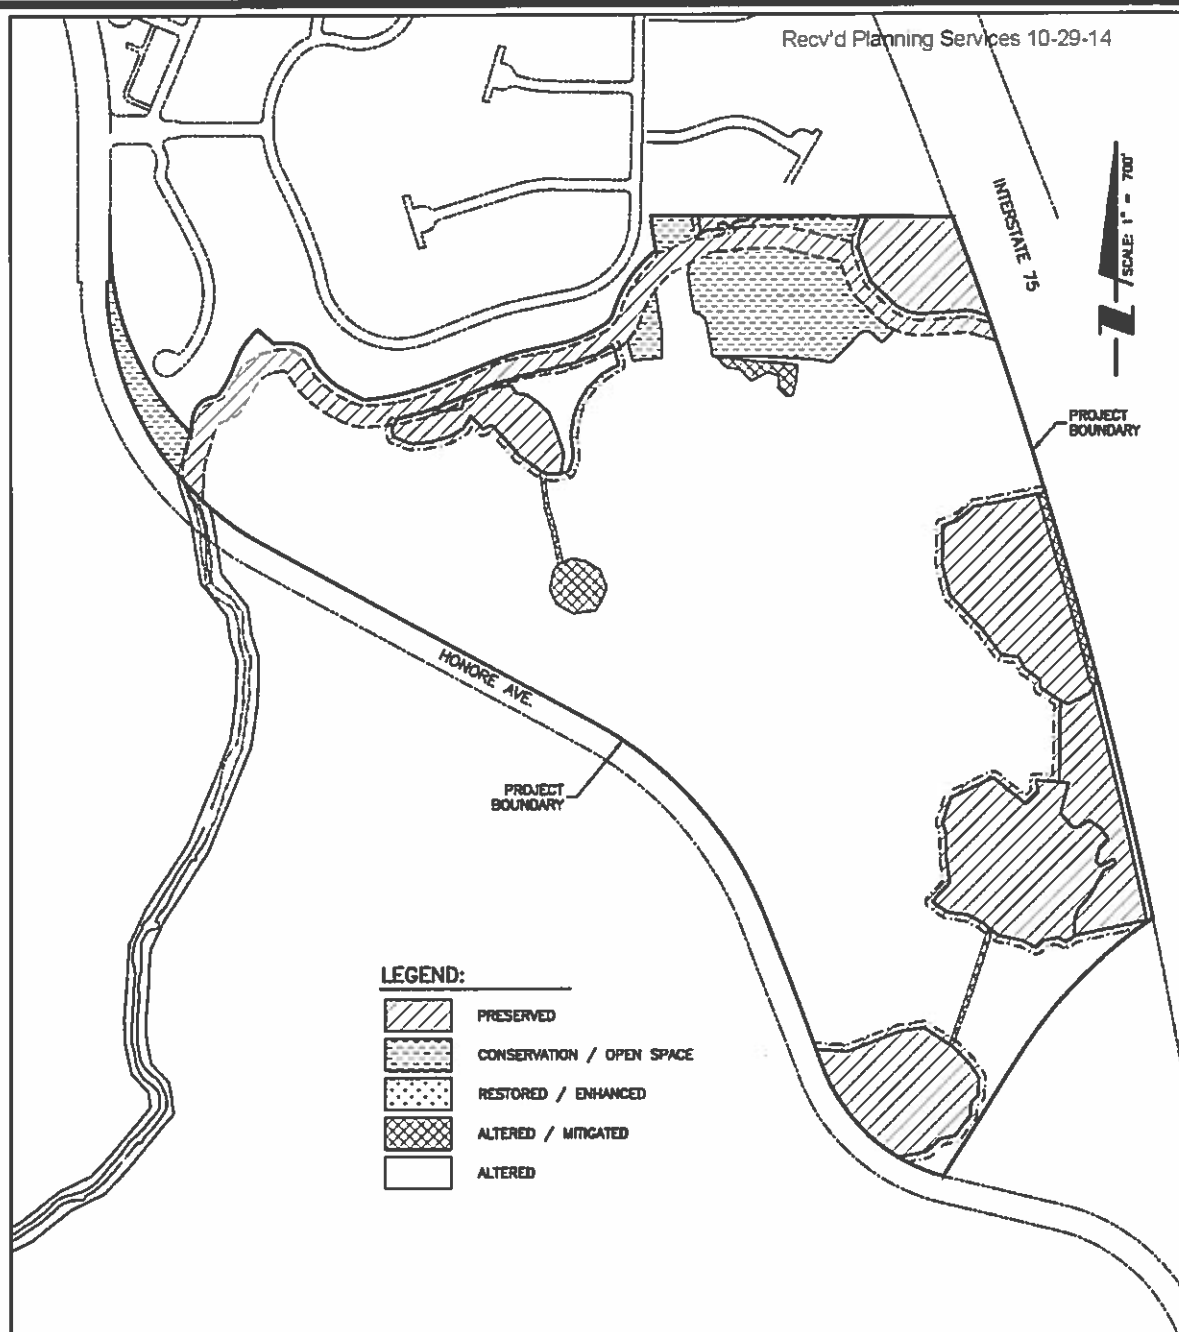 Recv'd Planning Services 10-29-14
INTERSTATE 75
SCALE: 1" = 700'
Z
PROJECT
BOUNDARY
HONORE AVE.
PROJECT
BOUNDARY
LEGEND:
PRESERVED
CONSERVATION / OPEN SPACE
RESTORED / ENHANCED
ALTERED / MITIGATED
ALTERED